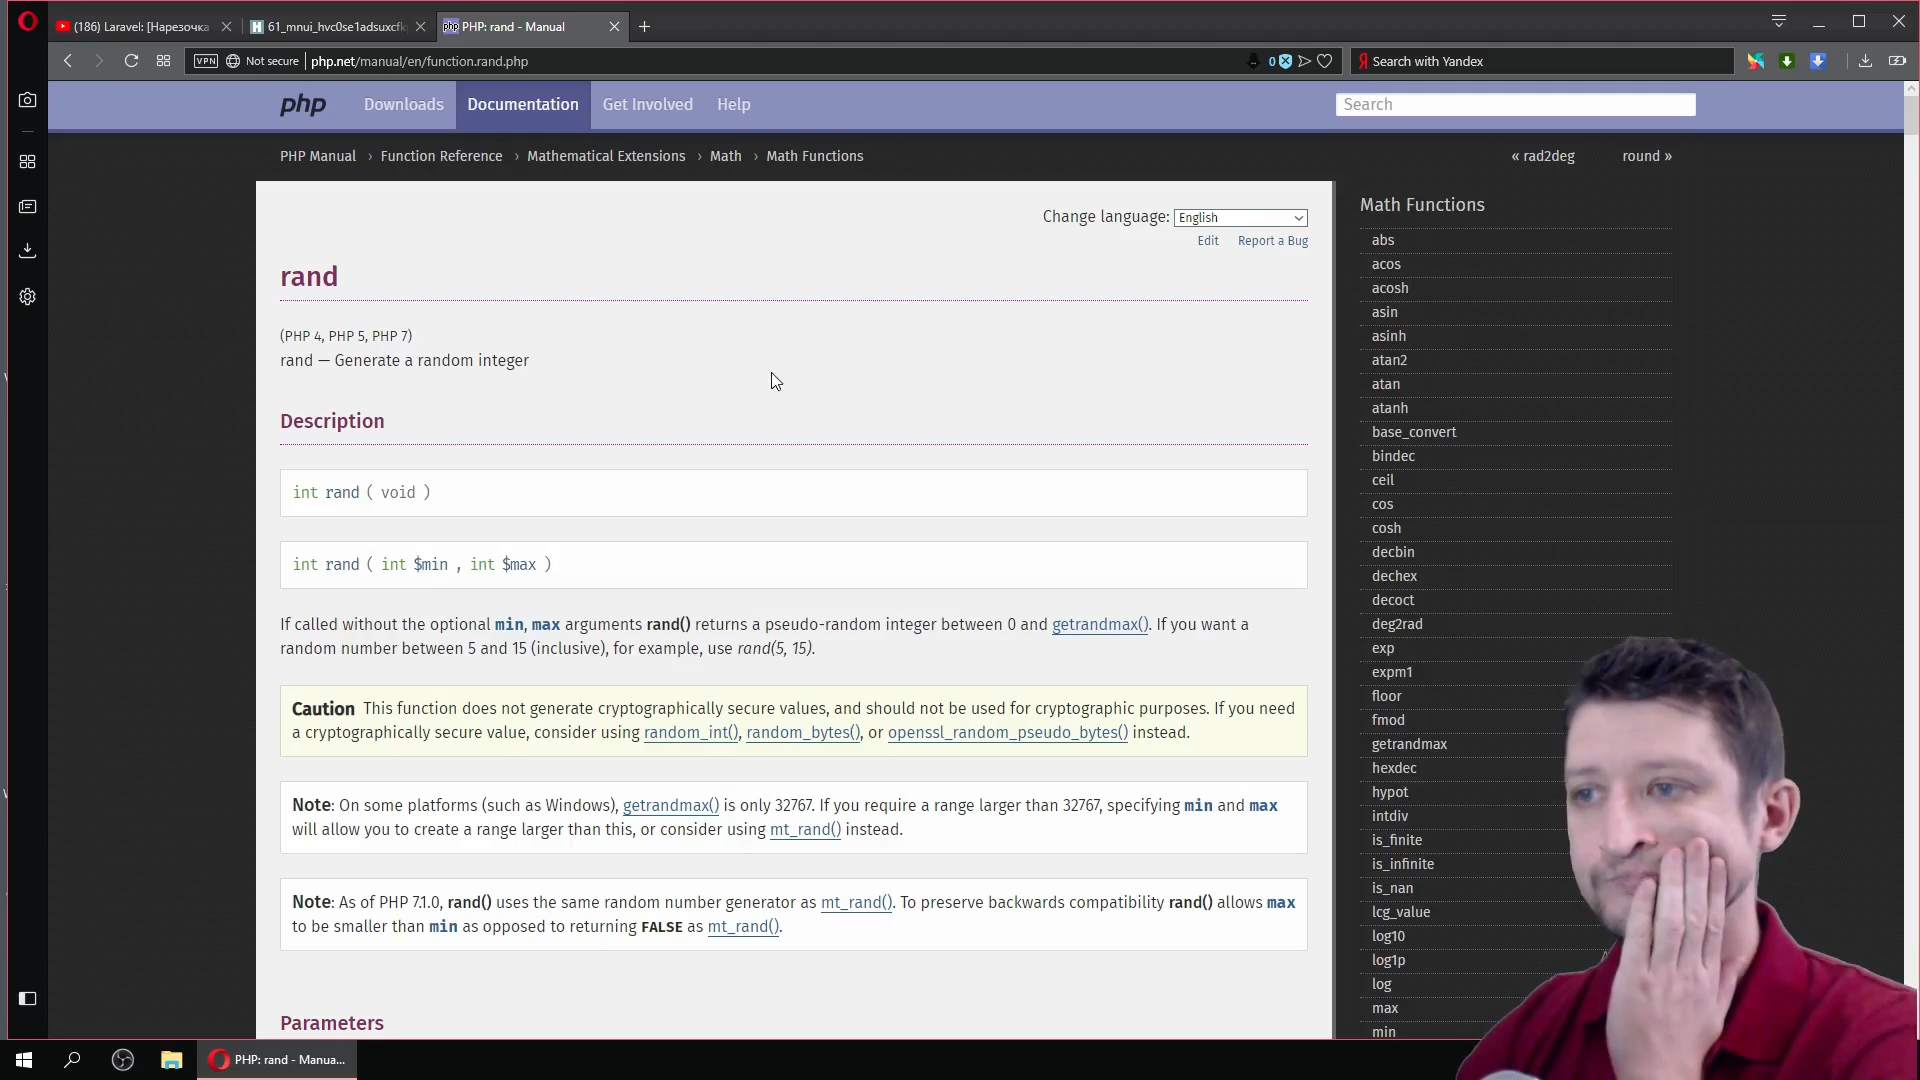 (186) Laravel: [Нарезочка
61_mnui_hvc0se1adsuxcfk
php PHP: rand - Manual
VPN Not secure php.net/manual/en/function.rand.php
0
Я Search with Yandex
php Downloads Documentation Get Involved Help
Search
PHP Manual › Function Reference › Mathematical Extensions › Math › Math Functions
« rad2deg round »
Change language: English
Edit Report a Bug
rand
(PHP 4, PHP 5, PHP 7)
rand — Generate a random integer
Description
int rand ( void )
int rand ( int $min , int $max )
If called without the optional min, max arguments rand() returns a pseudo-random integer between 0 and getrandmax(). If you want a
random number between 5 and 15 (inclusive), for example, use rand(5, 15).
Caution This function does not generate cryptographically secure values, and should not be used for cryptographic purposes. If you need
a cryptographically secure value, consider using random_int(), random_bytes(), or openssl_random_pseudo_bytes() instead.
Note: On some platforms (such as Windows), getrandmax() is only 32767. If you require a range larger than 32767, specifying min and max
will allow you to create a range larger than this, or consider using mt_rand() instead.
Note: As of PHP 7.1.0, rand() uses the same random number generator as mt_rand(). To preserve backwards compatibility rand() allows max
to be smaller than min as opposed to returning FALSE as mt_rand().
Parameters
Math Functions
abs
acos
acosh
asin
asinh
atan2
atan
atanh
base_convert
bindec
ceil
cos
cosh
decbin
dechex
decoct
deg2rad
exp
expm1
floor
fmod
getrandmax
hexdec
hypot
intdiv
is_finite
is_infinite
is_nan
lcg_value
log10
log1p
log
max
min
PHP: rand - Manua...